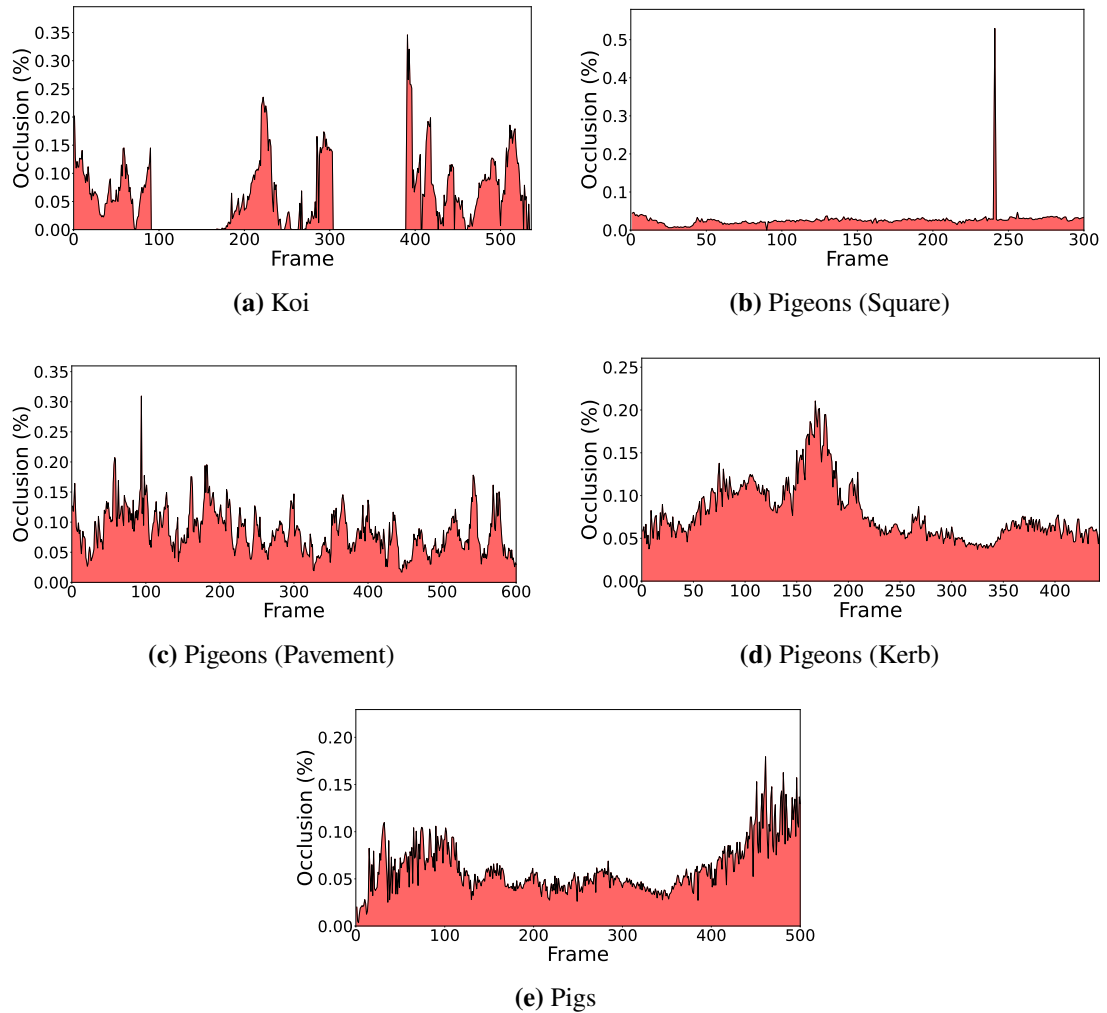 0.35
0.30
0.25
0.20
0.15
0.10
0.05
0.00
Occlusion (%)
0 100 200 300 400 500
Frame
(a) Koi
0.5
0.4
0.3
0.2
0.1
0.0
Occlusion (%)
0 50 100 150 200 250 300
Frame
(b) Pigeons (Square)
0.35
0.30
0.25
0.20
0.15
0.10
0.05
0.00
Occlusion (%)
100 200 300 400 500 600
Frame
(c) Pigeons (Pavement)
0.25
0.20
0.15
0.10
0.05
0.00
Occlusion (%)
0 50 100 150 200 250 300 350 400
Frame
(d) Pigeons (Kerb)
0.20
0.15
0.10
0.05
0.00
Occlusion (%)
0 100 200 300 400 500
Frame
(e) Pigs